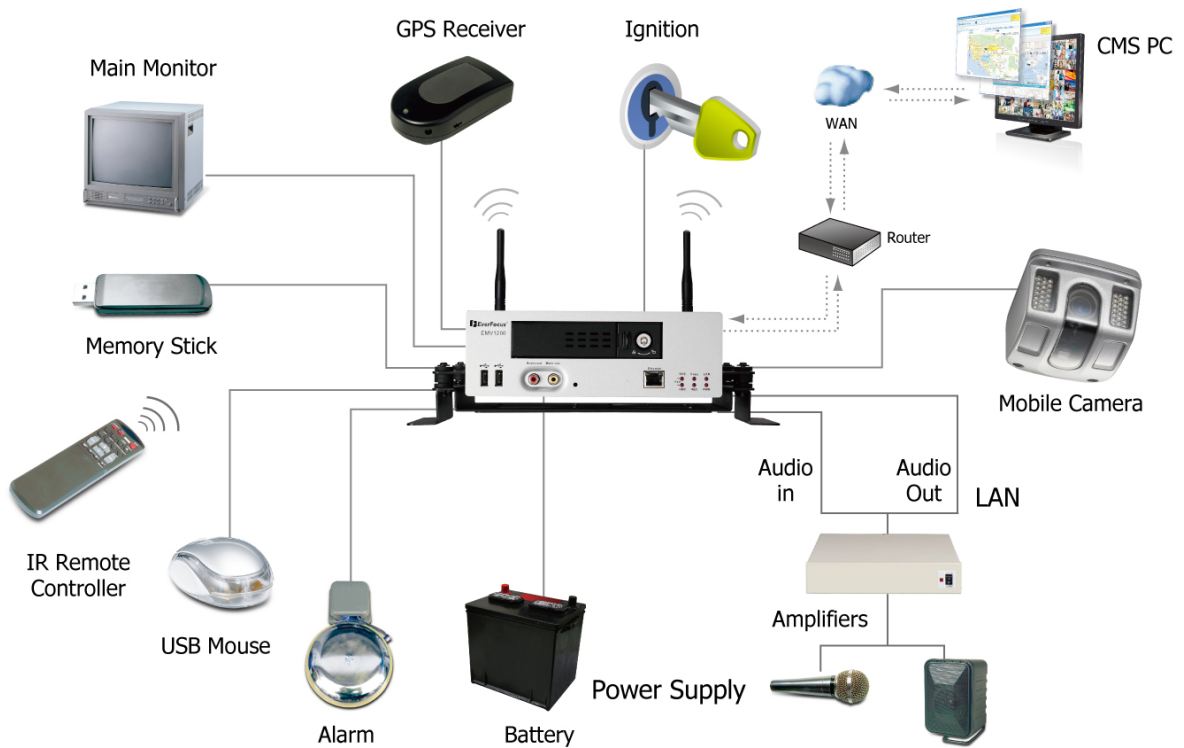 GPS Receiver
Ignition
CMS PC
Main Monitor
WAN
Router
EverFocus
Memory Stick
Mobile Camera
Audio
in
Audio
Out
LAN
IR Remote
Controller
USB Mouse
Amplifiers
Power Supply
Alarm
Battery